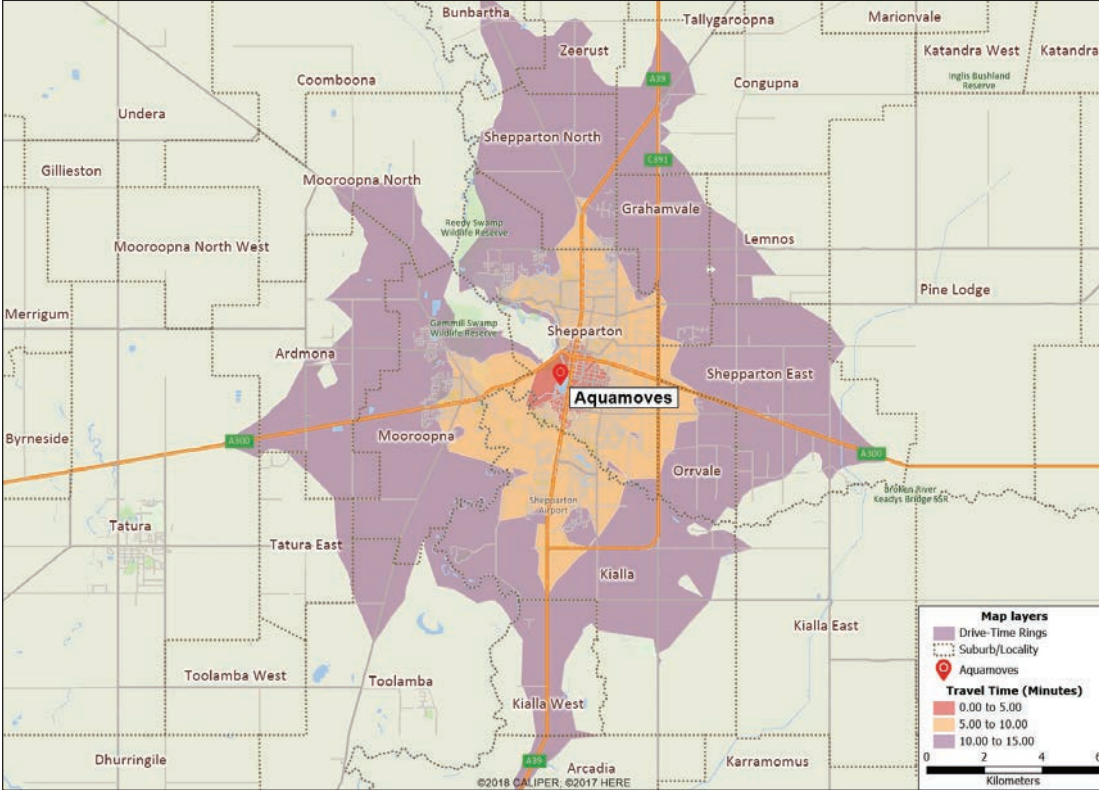 Bunbartha
Tallygaroopna
Marionvale
Zeerust
Katandra West
Katandra
Inglis Bushland
Reserve
Coomboona
A39
Congupna
Undera
Shepparton North
C391
Gillieston
Mooroopna North
Grahamvale
Reedy Swamp
Wildlife Reserve
Mooroopna North West
Lemnos
Pine Lodge
Merrigum
Gemmill Swamp
Wildlife Reserve
Shepparton
Ardmona
Shepparton East
Aquamoves
Byrneside
A300
Mooroopna
A300
Orrvale
Broken River
Keadys Bridge SSR
Shepparton
Airport
Tatura
Tatura East
Kialla
Kialla East
Toolamba West
Toolamba
Kialla West
Dhurringile
A39
Arcadia
Karramomus
©2018 CALIPER; ©2017 HERE
Map layers
Drive-Time Rings
Suburb/Locality
Aquamoves
Travel Time (Minutes)
0.00 to 5.00
5.00 to 10.00
10.00 to 15.00
0 2 4 6
Kilometers